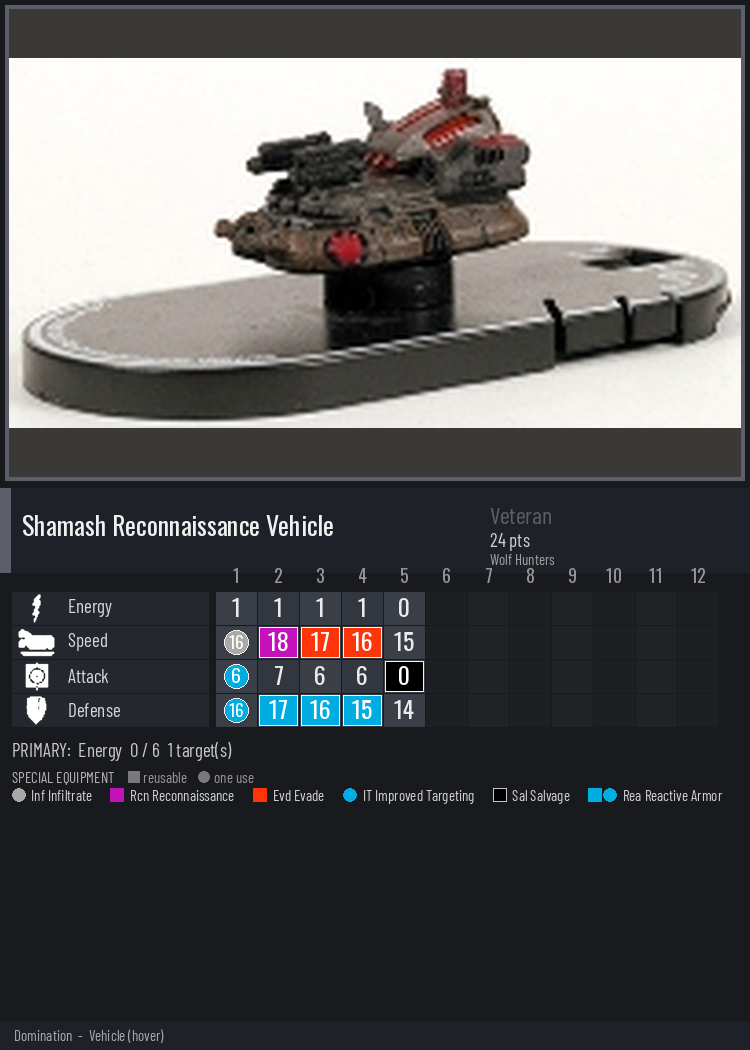 Shamash Reconnaissance Vehicle
Veteran
24 pts
Wolf Hunters
1 2 3 4 5 6 7 8 9 10 11 12
Energy 1 1 1 1 0
Speed 16 18 17 16 15
Attack 6 7 6 6 0
Defense 16 17 16 15 14
PRIMARY: Energy 0 / 6 1 target(s)
SPECIAL EQUIPMENT reusable one use
Inf Infiltrate Rcn Reconnaissance Evd Evade IT Improved Targeting Sal Salvage Rea Reactive Armor
Domination - Vehicle (hover)